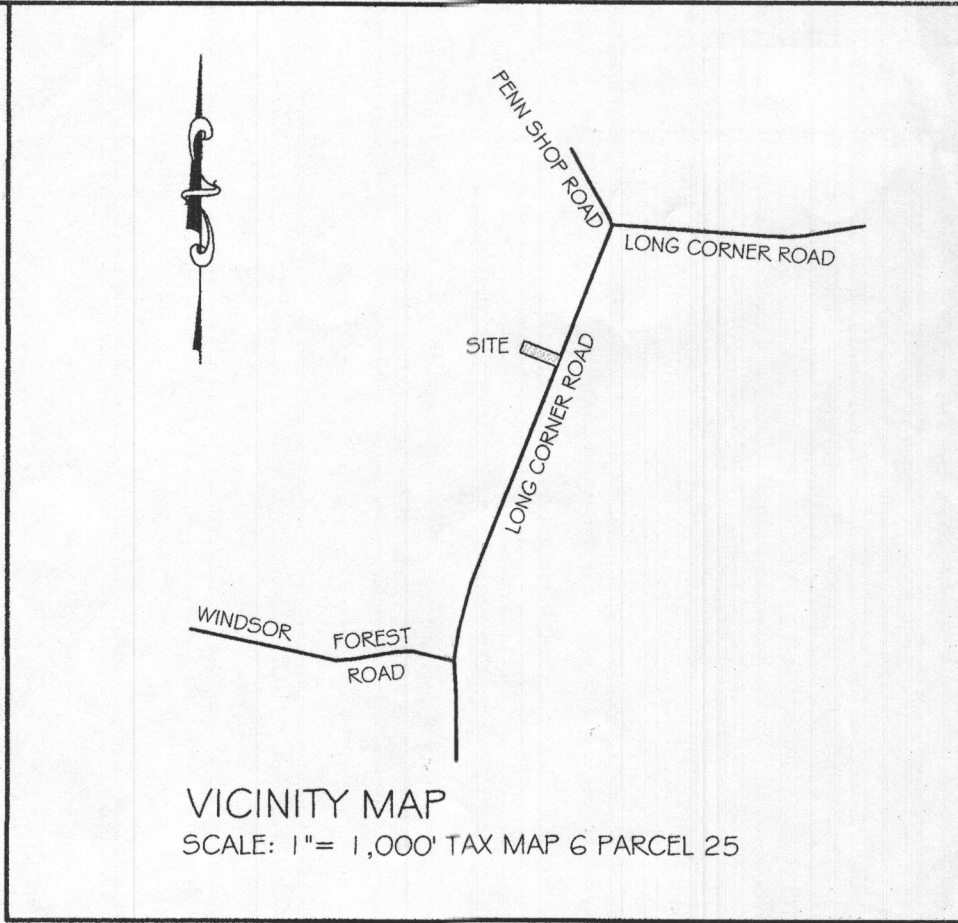 PENN SHOP ROAD
LONG CORNER ROAD
SITE
LONG CORNER ROAD
WINDSOR FOREST
ROAD
VICINITY MAP
SCALE: 1"= 1,000' TAX MAP 6 PARCEL 25